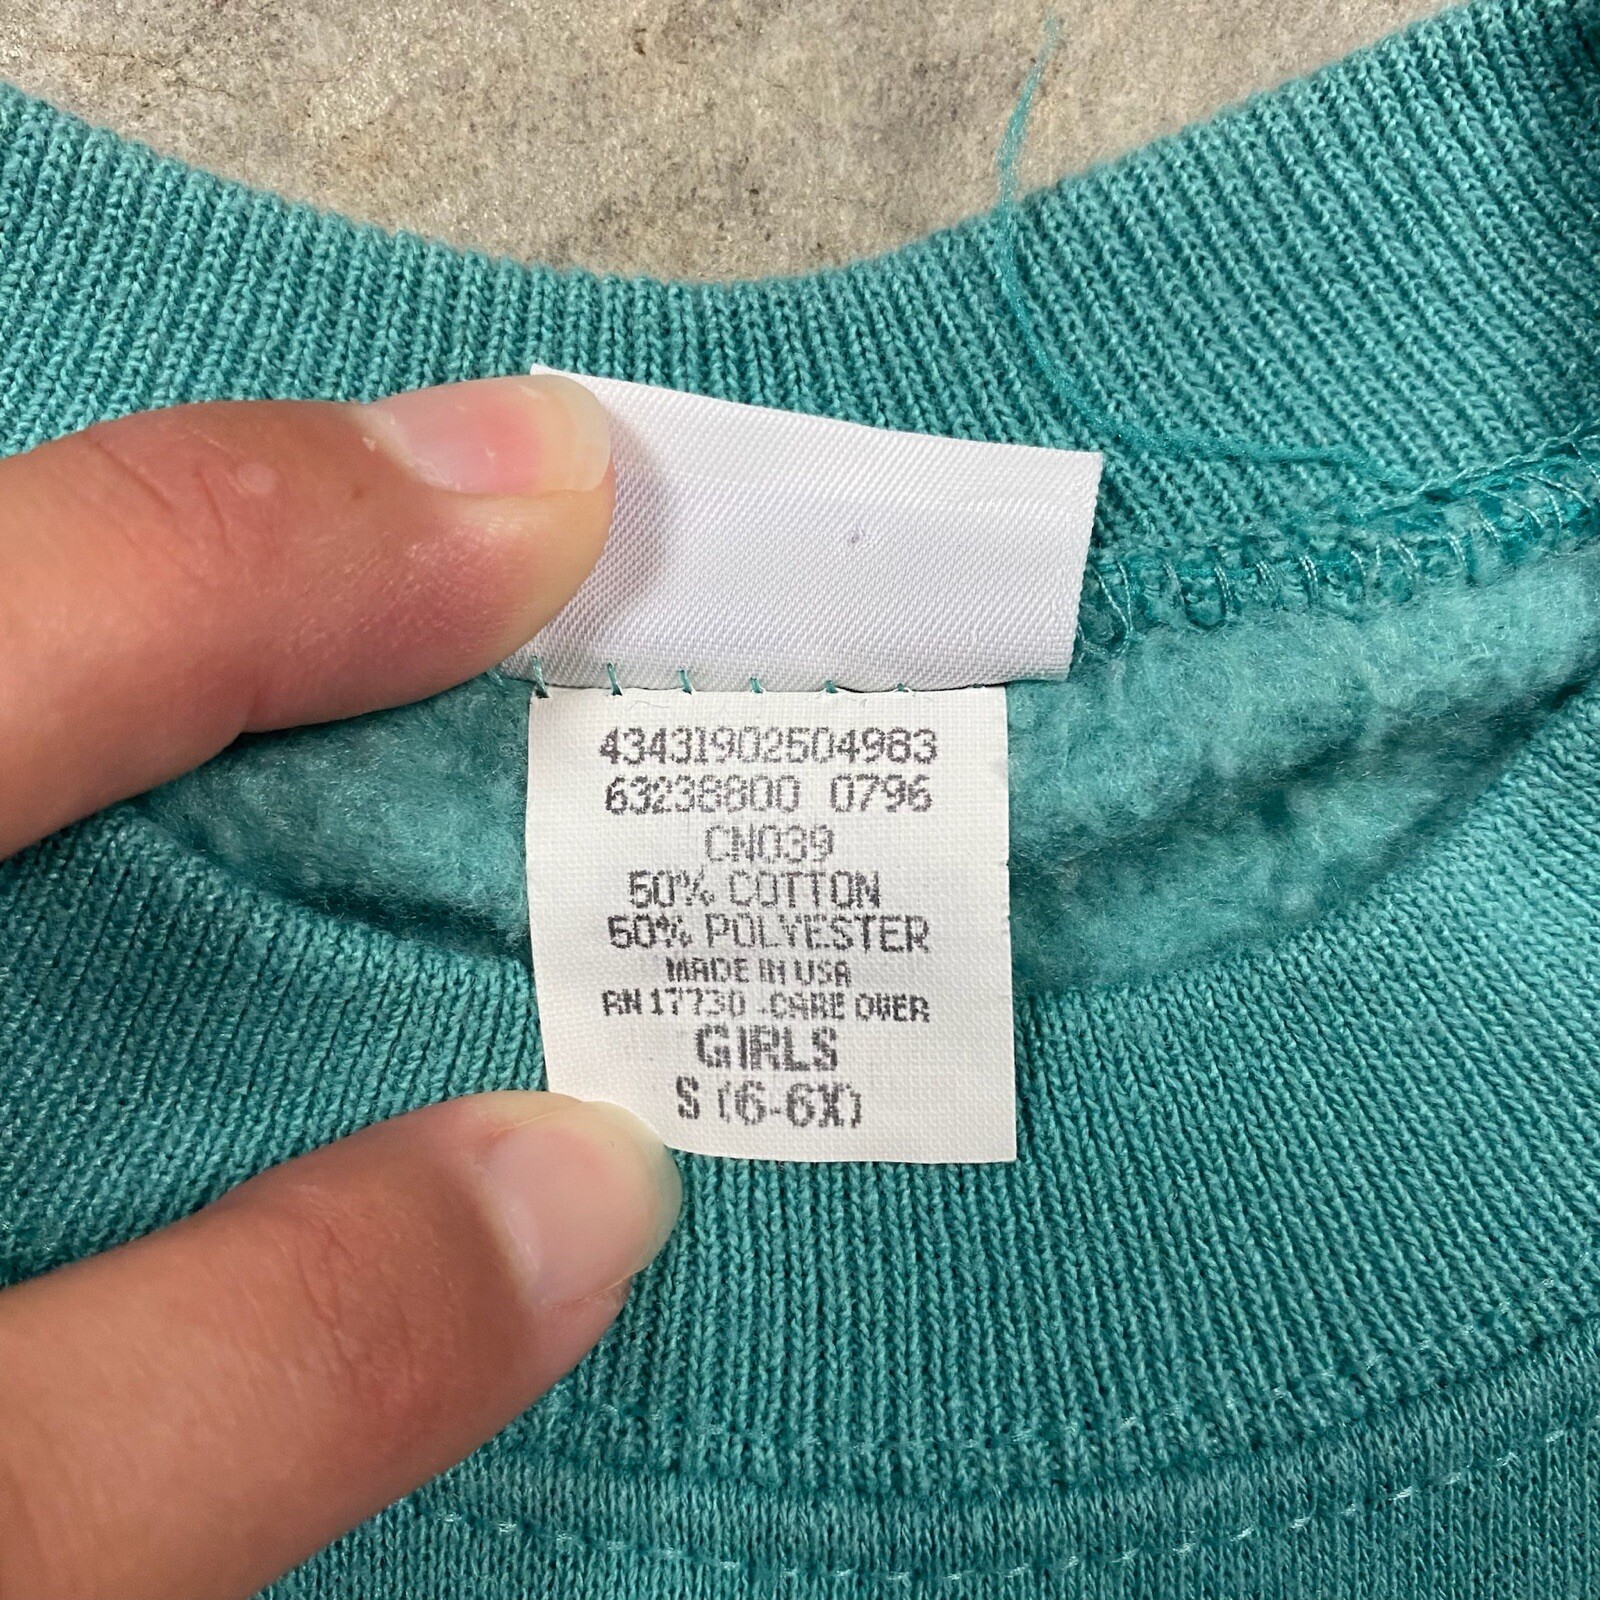 43431902504983
63238800 0796
CN039
50% COTTON
50% POLYESTER
MADE IN USA
RN 17730 -CARE OVER
GIRLS
S (6-6X)